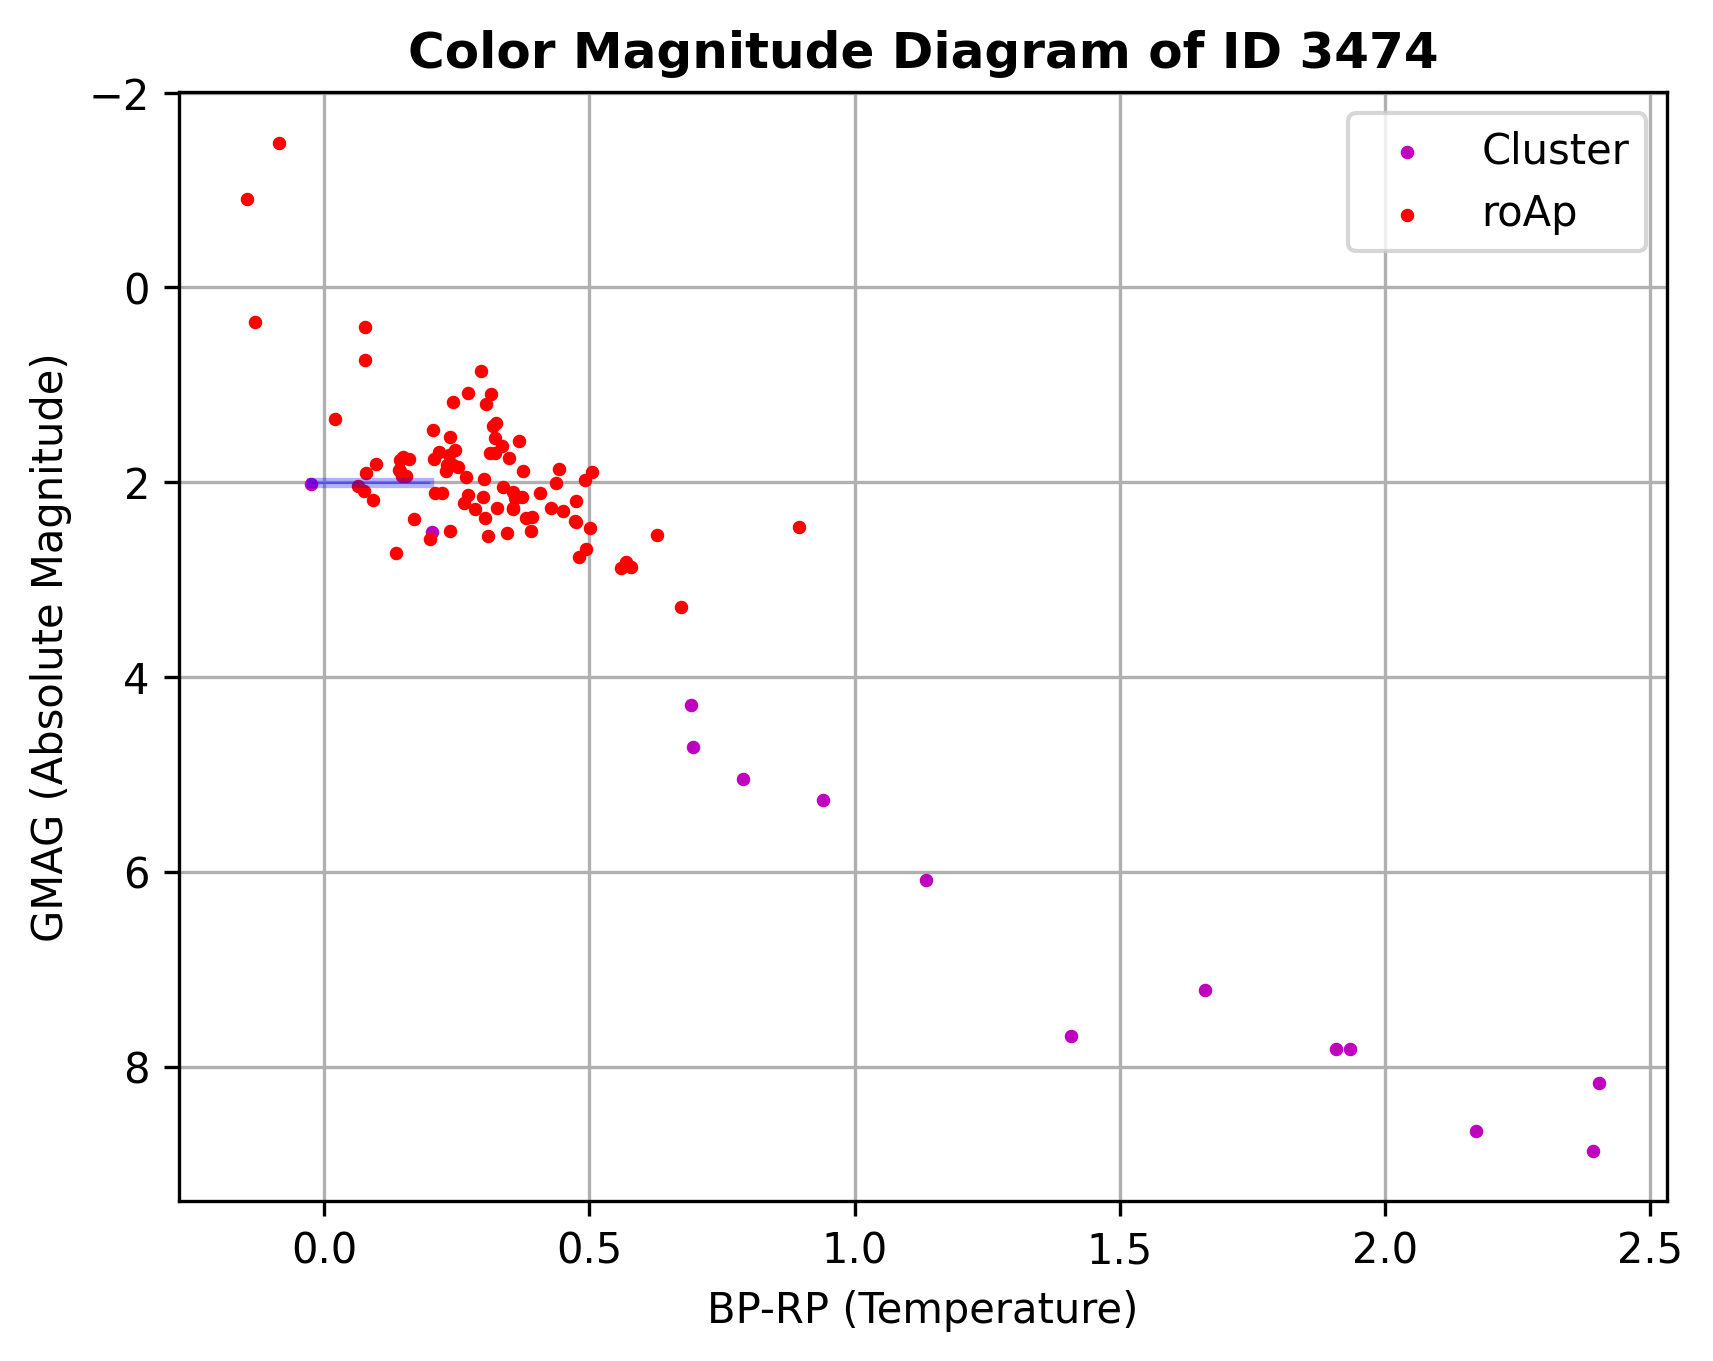 Color Magnitude Diagram of ID 3474
Cluster
roAp
−2
0
2
4
6
8
GMAG (Absolute Magnitude)
0.0 0.5 1.0 1.5 2.0 2.5
BP-RP (Temperature)